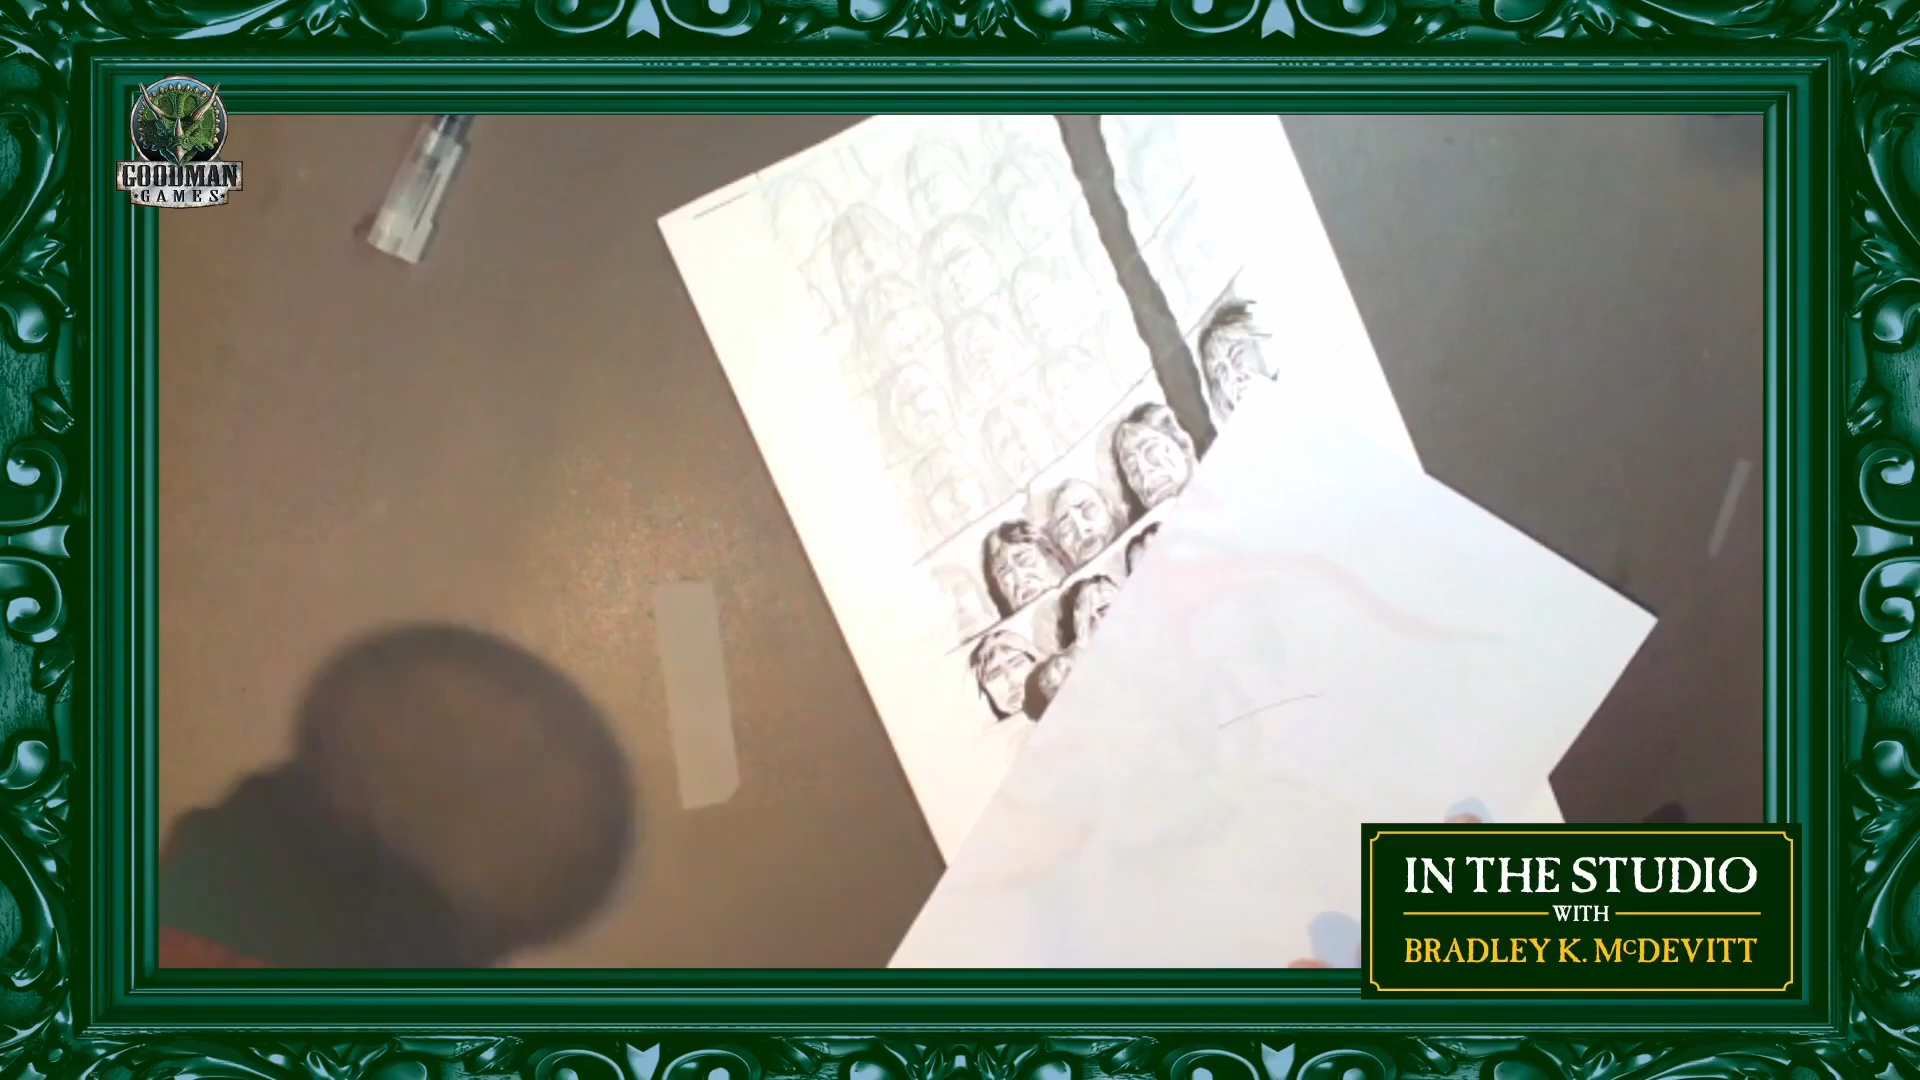 GOODMAN
GAMES
IN THE STUDIO
WITH
BRADLEY K. McDEVITT